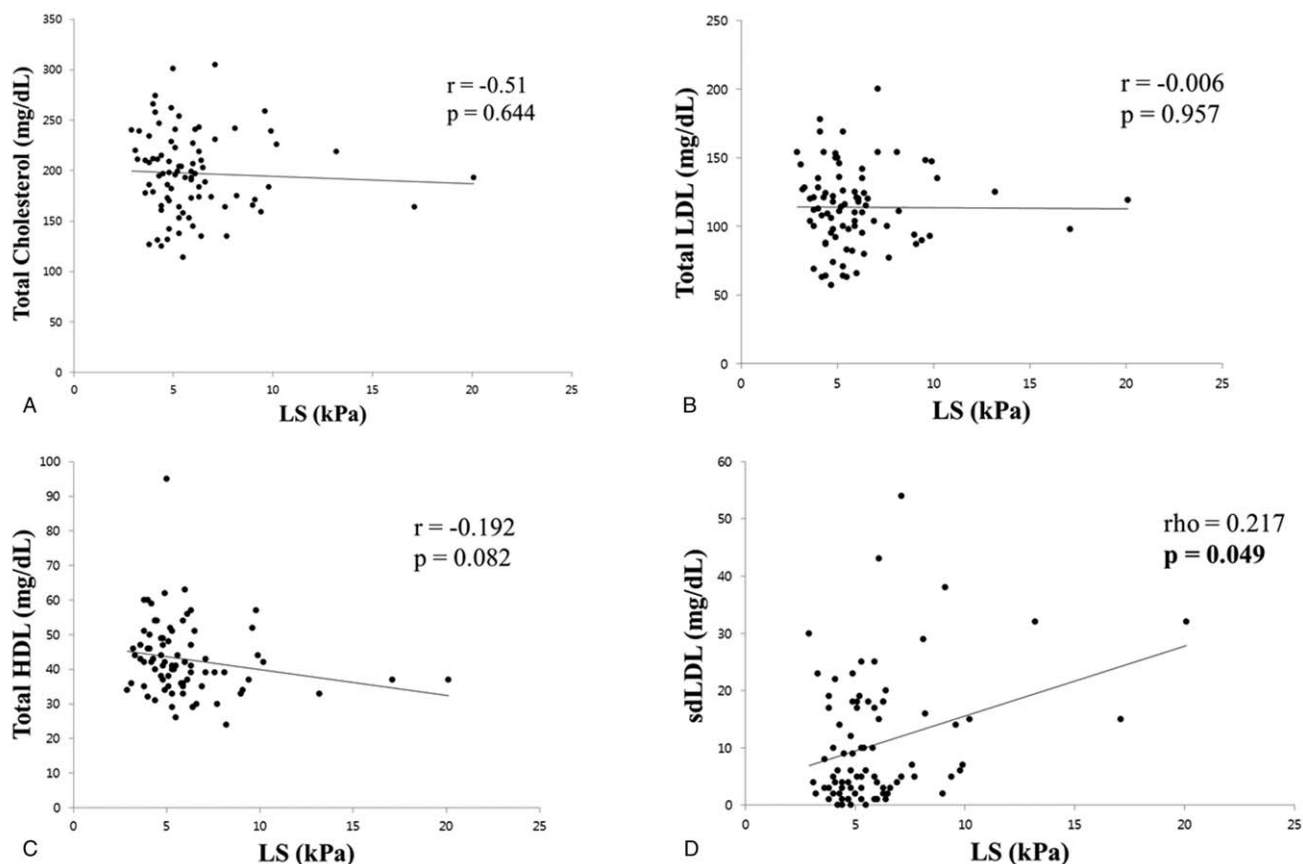 350
300
250
200
150
100
50
0
Total Cholesterol (mg/dL)
r = -0.51
p = 0.644
0 5 10 15 20 25
A
LS (kPa)
250
200
150
100
50
0
Total LDL (mg/dL)
r = -0.006
p = 0.957
0 5 10 15 20 25
B
LS (kPa)
100
90
80
70
60
50
40
30
20
10
0
Total HDL (mg/dL)
r = -0.192
p = 0.082
0 5 10 15 20 25
C
LS (kPa)
60
50
40
30
20
10
0
sdLDL (mg/dL)
rho = 0.217
p = 0.049
0 5 10 15 20 25
D
LS (kPa)